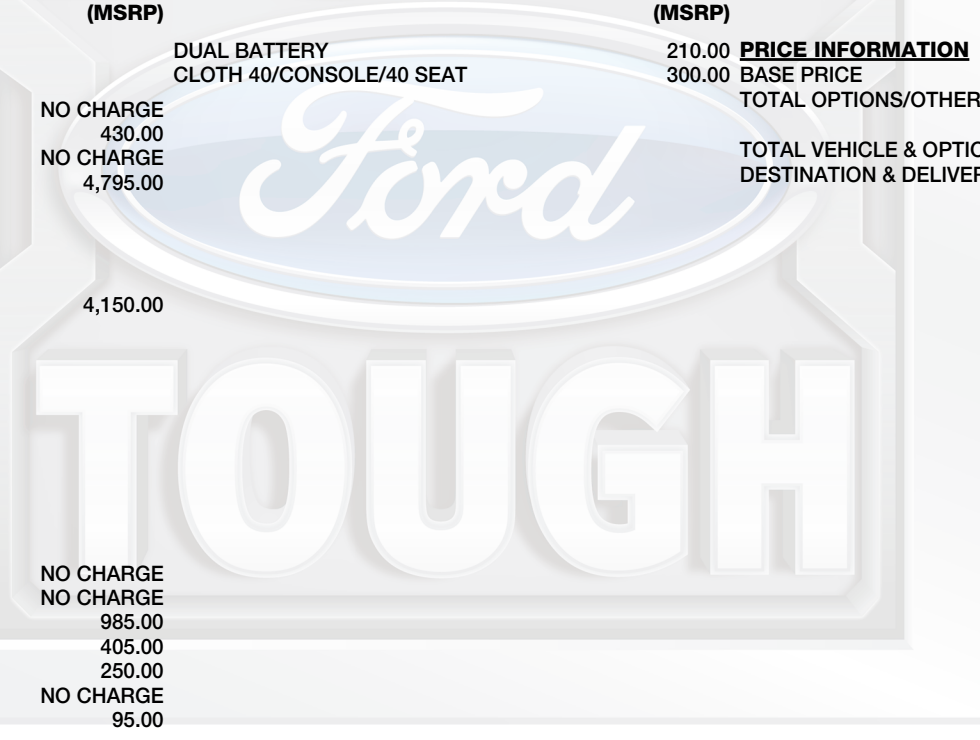 (MSRP) (MSRP)
DUAL BATTERY 210.00 PRICE INFORMATION
CLOTH 40/CONSOLE/40 SEAT 300.00 BASE PRICE
NO CHARGE TOTAL OPTIONS/OTHER
430.00
NO CHARGE TOTAL VEHICLE & OPTIO
4,795.00 DESTINATION & DELIVER
Ford
4,150.00
TOUGH
NO CHARGE
NO CHARGE
985.00
405.00
250.00
NO CHARGE
95.00